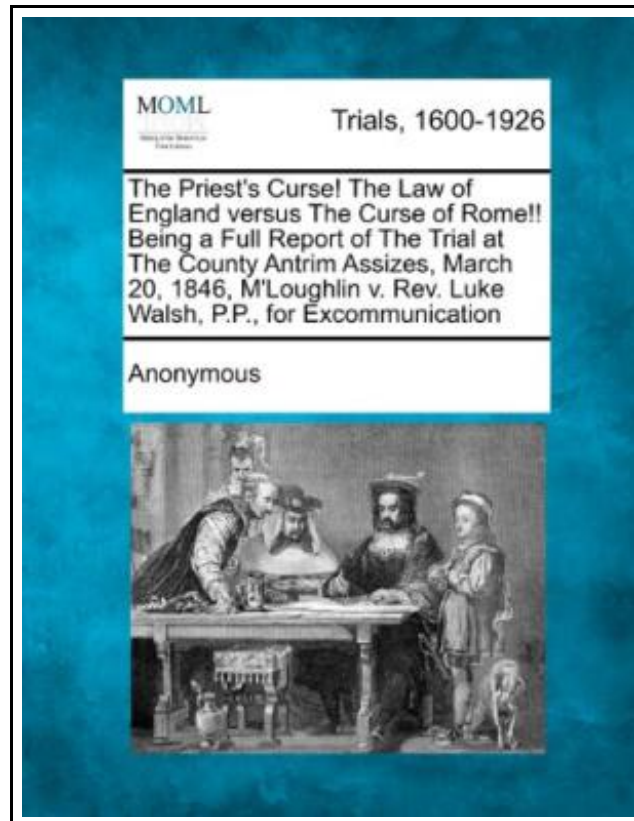 MOML
Trials, 1600-1926
The Priest's Curse! The Law of
England versus The Curse of Rome!!
Being a Full Report of The Trial at
The County Antrim Assizes, March
20, 1846, M'Loughlin v. Rev. Luke
Walsh, P.P., for Excommunication
Anonymous